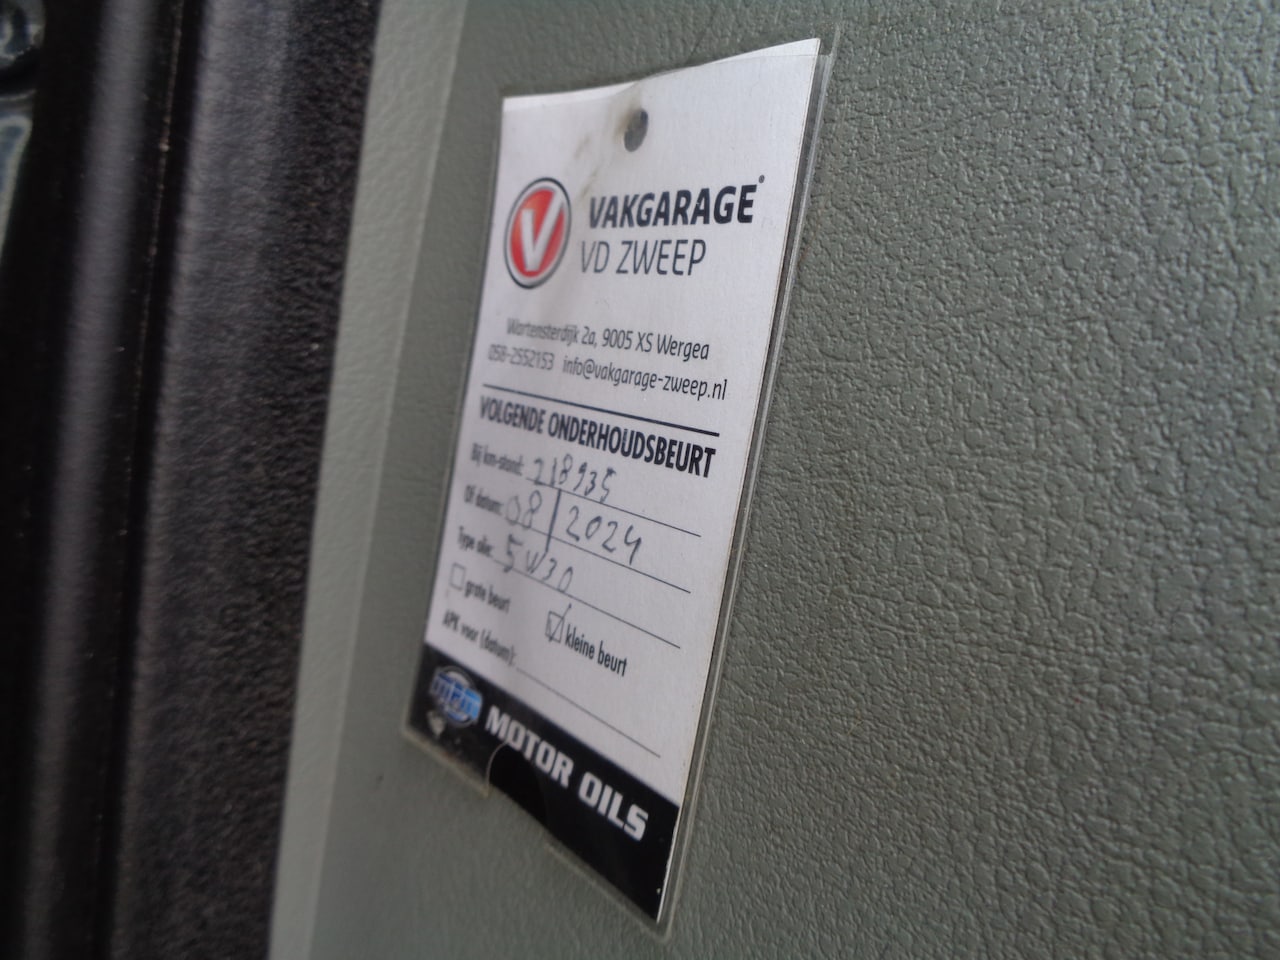 V VAKGARAGE®
VD ZWEEP
Wartensterdijk 2a, 9005 XS Wergea
058-2552153 info@vakgarage-zweep.nl
VOLGENDE ONDERHOUDSBEURT
Bij km-stand: 218935
Of datum: 08 | 2024
Type olie: 5W30
grote beurt kleine beurt
APK voor (datum):
mpm MOTOR OILS